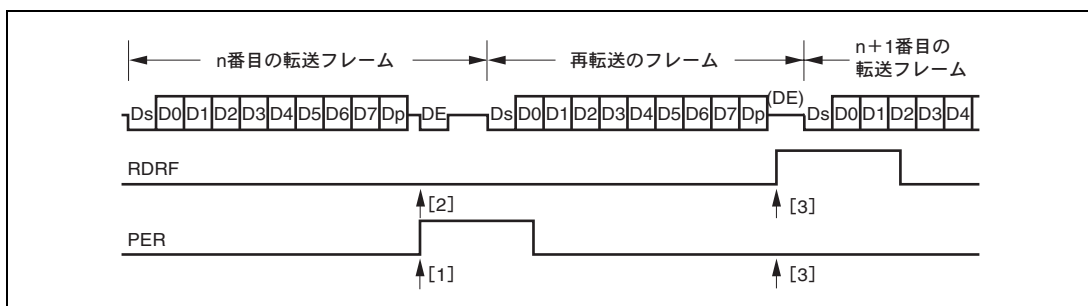 n番目の転送フレーム
再転送のフレーム
n+1番目の
転送フレーム
Ds D0 D1 D2 D3 D4 D5 D6 D7 Dp DE Ds D0 D1 D2 D3 D4 D5 D6 D7 Dp (DE) Ds D0 D1 D2 D3 D4
RDRF
[2] [3]
PER
[1] [3]